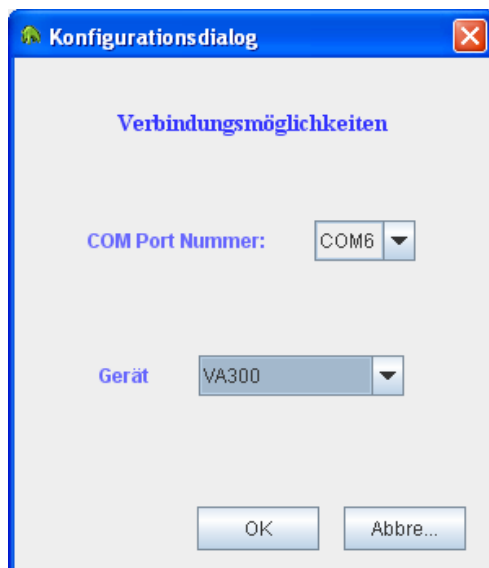 Konfigurationsdialog
Verbindungsmöglichkeiten
COM Port Nummer: COM6
Gerät VA300
OK Abbre...